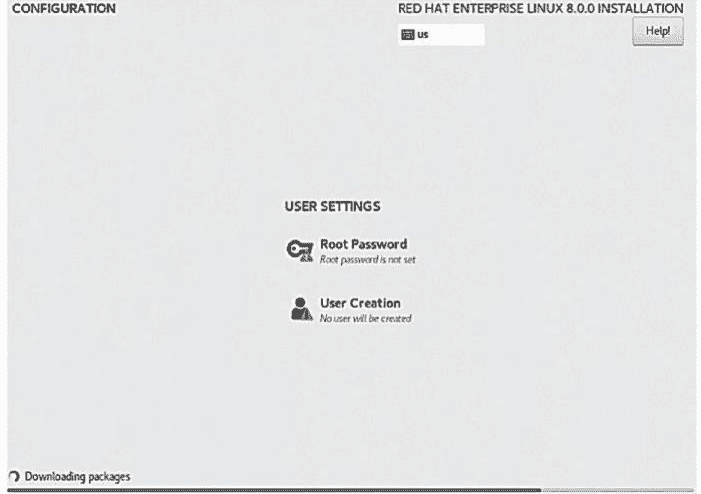 CONFIGURATION
RED HAT ENTERPRISE LINUX 8.0.0 INSTALLATION
us
Help!
USER SETTINGS
Root Password
Root password is not set
User Creation
No user will be created
Downloading packages